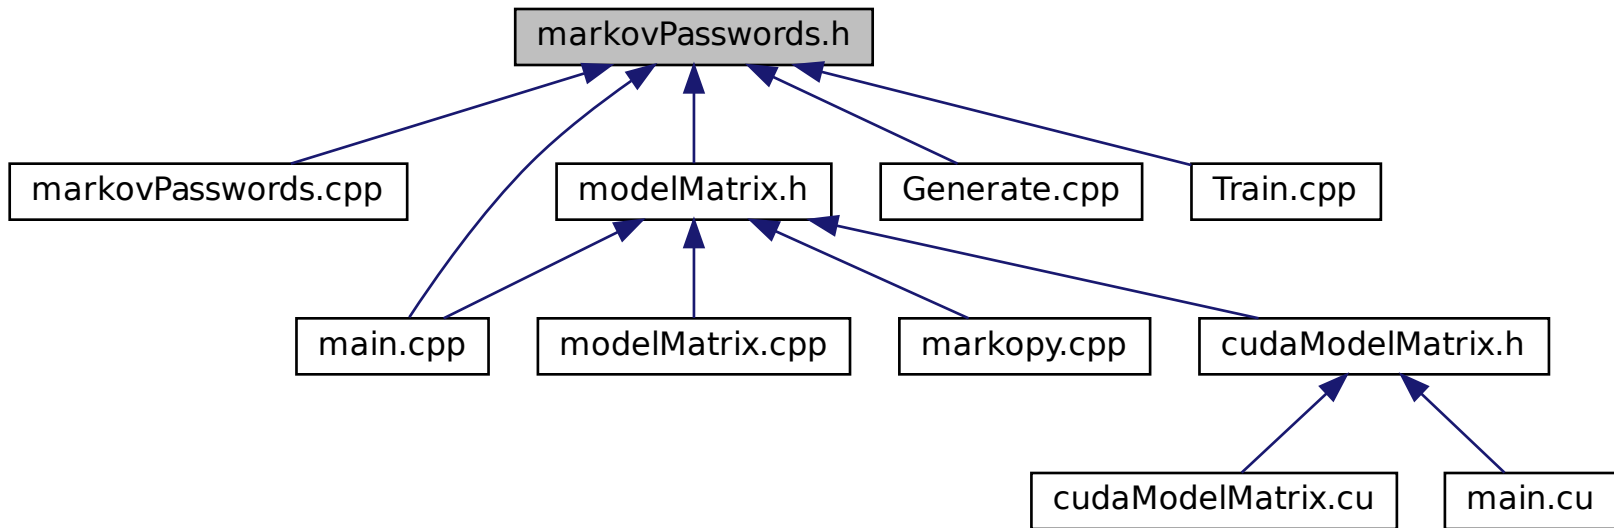 markovPasswords.h
markovPasswords.cpp
modelMatrix.h
Generate.cpp
Train.cpp
main.cpp
modelMatrix.cpp
markopy.cpp
cudaModelMatrix.h
cudaModelMatrix.cu
main.cu